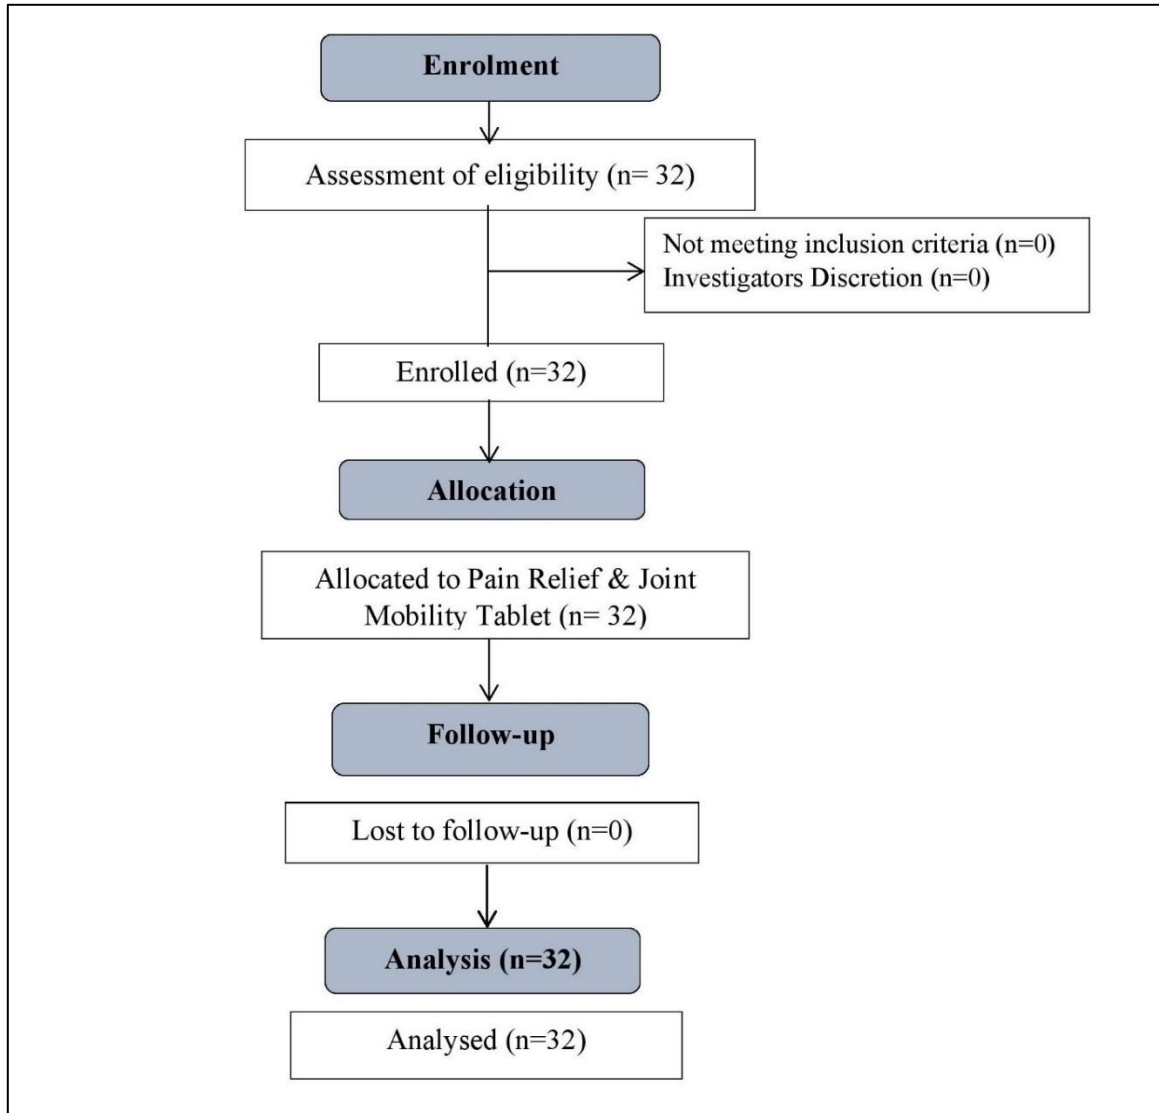 Enrolment
Assessment of eligibility (n= 32)
Not meeting inclusion criteria (n=0)
Investigators Discretion (n=0)
Enrolled (n=32)
Allocation
Allocated to Pain Relief & Joint
Mobility Tablet (n= 32)
Follow-up
Lost to follow-up (n=0)
Analysis (n=32)
Analysed (n=32)